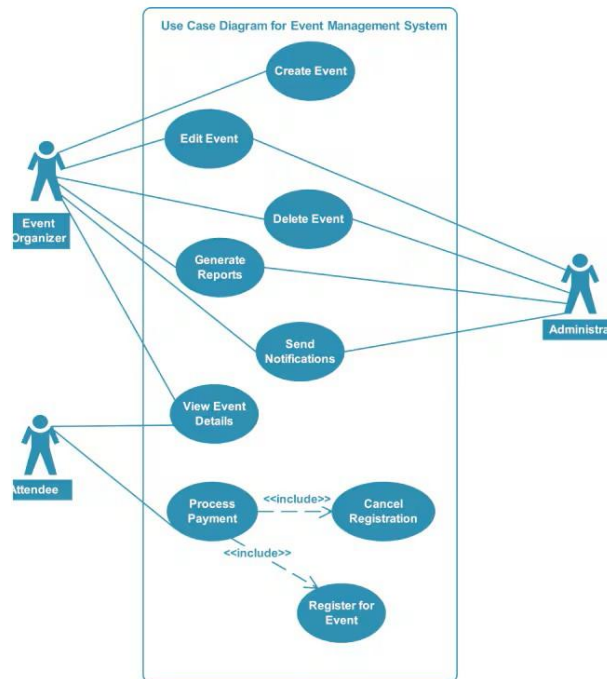 Use Case Diagram for Event Management System
Create Event
Edit Event
Event
Organizer
Delete Event
Generate
Reports
Administra
Send
Notifications
View Event
Details
Attendee
Process
Payment
<<include>>
Cancel
Registration
<<include>>
Register for
Event